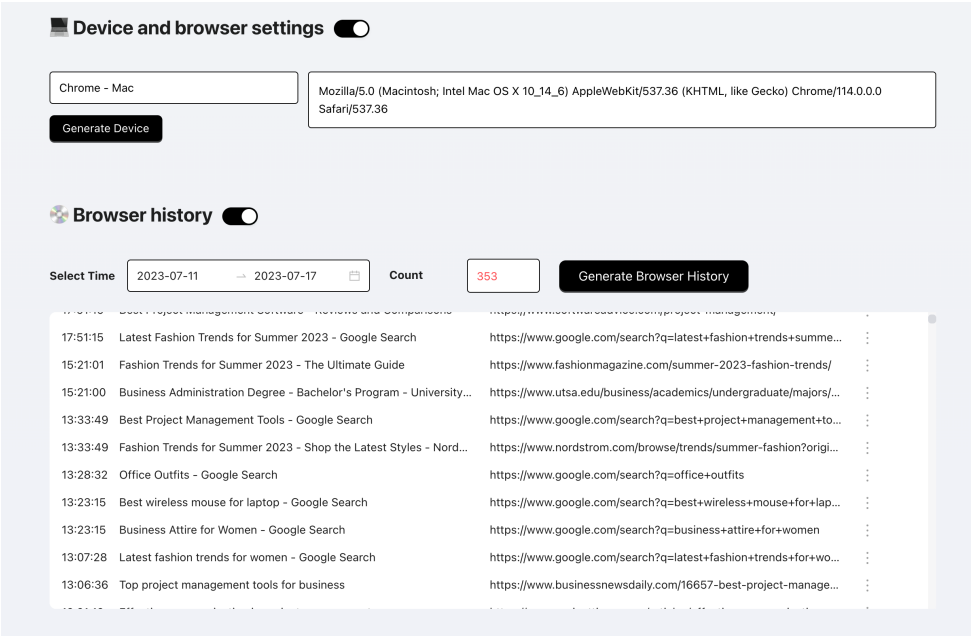 Device and browser settings
Chrome - Mac
Mozilla/5.0 (Macintosh; Intel Mac OS X 10_14_6) AppleWebKit/537.36 (KHTML, like Gecko) Chrome/114.0.0.0
Safari/537.36
Generate Device
Browser history
Select Time 2023-07-11 → 2023-07-17 Count 353 Generate Browser History
17:51:15 Latest Fashion Trends for Summer 2023 - Google Search https://www.google.com/search?q=latest+fashion+trends+summe...
15:21:01 Fashion Trends for Summer 2023 - The Ultimate Guide https://www.fashionmagazine.com/summer-2023-fashion-trends/
15:21:00 Business Administration Degree - Bachelor's Program - University... https://www.utsa.edu/business/academics/undergraduate/majors/...
13:33:49 Best Project Management Tools - Google Search https://www.google.com/search?q=best+project+management+to...
13:33:49 Fashion Trends for Summer 2023 - Shop the Latest Styles - Nord... https://www.nordstrom.com/browse/trends/summer-fashion?origi...
13:28:32 Office Outfits - Google Search https://www.google.com/search?q=office+outfits
13:23:15 Best wireless mouse for laptop - Google Search https://www.google.com/search?q=best+wireless+mouse+for+lap...
13:23:15 Business Attire for Women - Google Search https://www.google.com/search?q=business+attire+for+women
13:07:28 Latest fashion trends for women - Google Search https://www.google.com/search?q=latest+fashion+trends+for+wo...
13:06:36 Top project management tools for business https://www.businessnewsdaily.com/16657-best-project-manage...